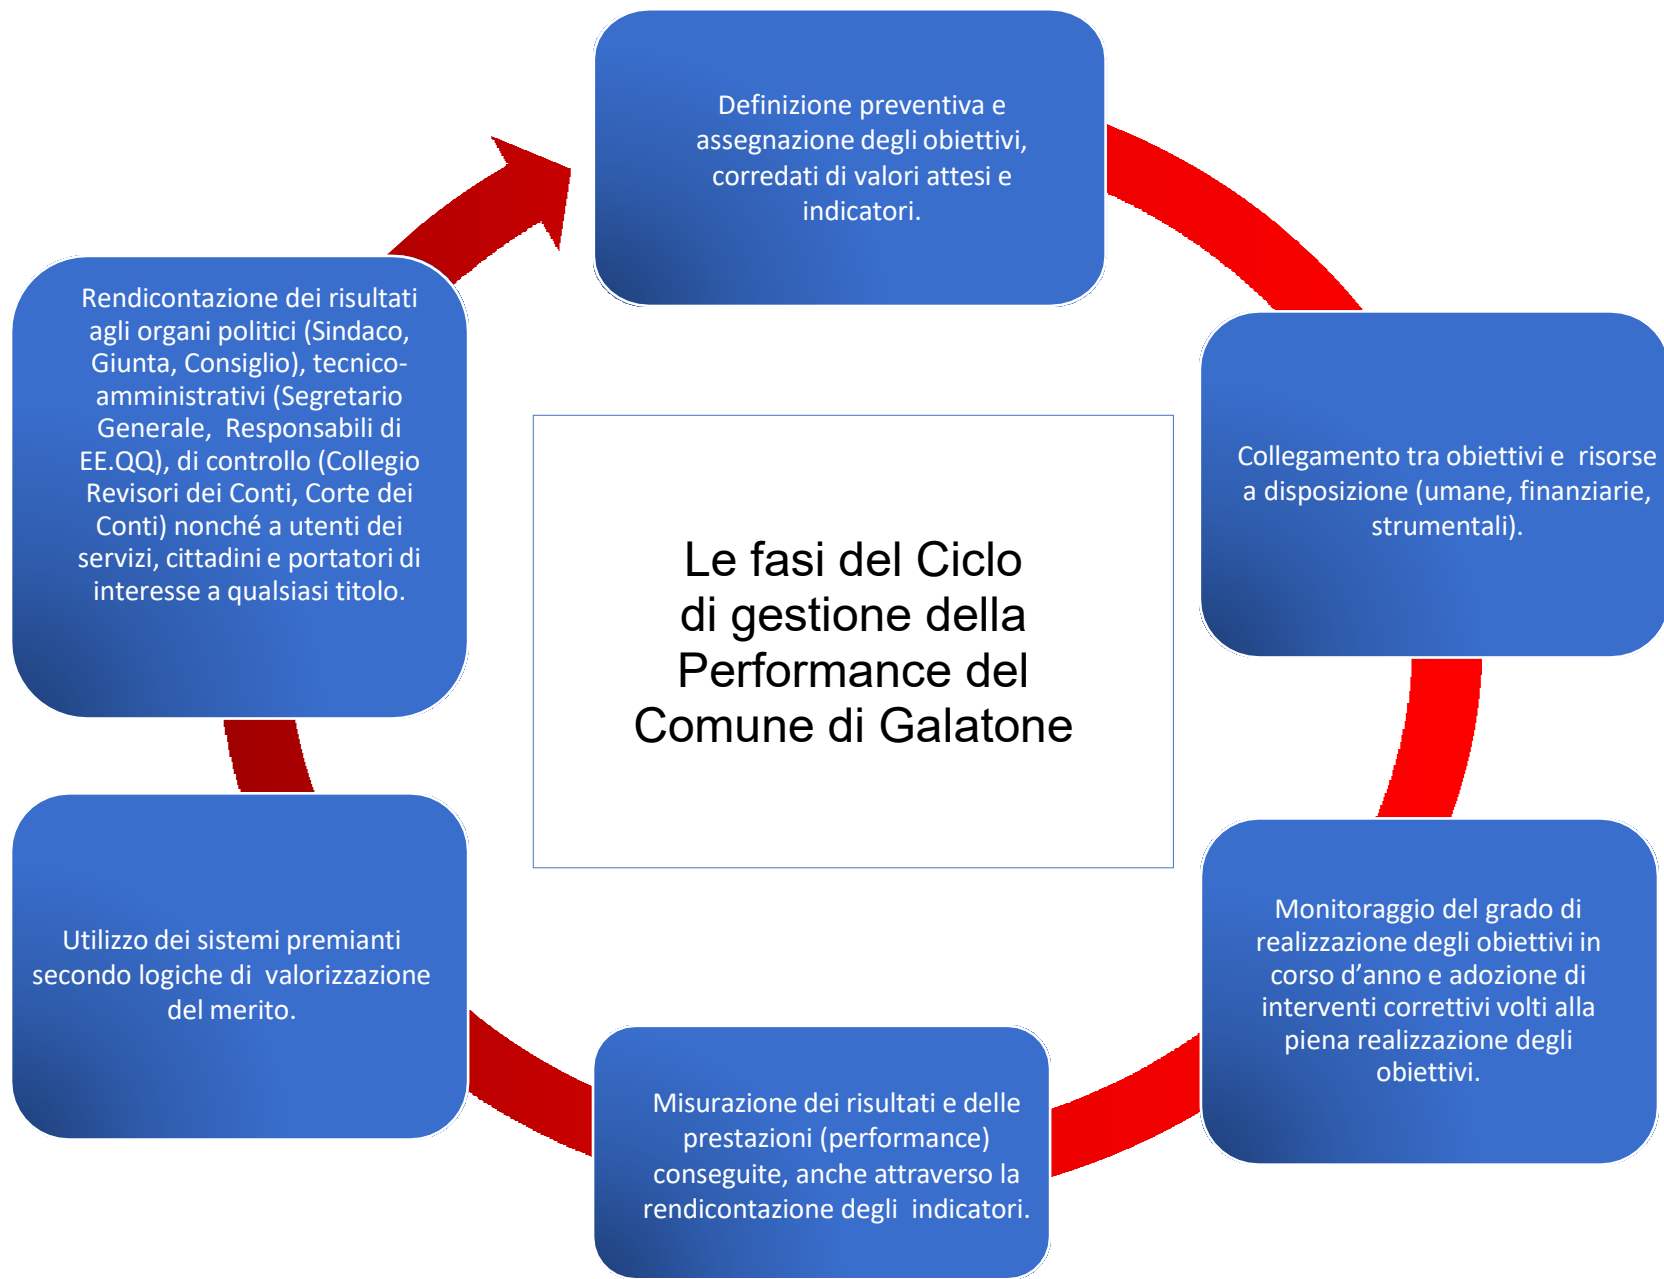 Definizione preventiva e
assegnazione degli obiettivi,
corredati di valori attesi e
indicatori.
Collegamento tra obiettivi e risorse
a disposizione (umane, finanziarie,
strumentali).
Monitoraggio del grado di
realizzazione degli obiettivi in
corso d’anno e adozione di
interventi correttivi volti alla
piena realizzazione degli
obiettivi.
Misurazione dei risultati e delle
prestazioni (performance)
conseguite, anche attraverso la
rendicontazione degli indicatori.
Utilizzo dei sistemi premianti
secondo logiche di valorizzazione
del merito.
Rendicontazione dei risultati
agli organi politici (Sindaco,
Giunta, Consiglio), tecnico-
amministrativi (Segretario
Generale, Responsabili di
EE.QQ), di controllo (Collegio
Revisori dei Conti, Corte dei
Conti) nonché a utenti dei
servizi, cittadini e portatori di
interesse a qualsiasi titolo.
Le fasi del Ciclo
di gestione della
Performance del
Comune di Galatone